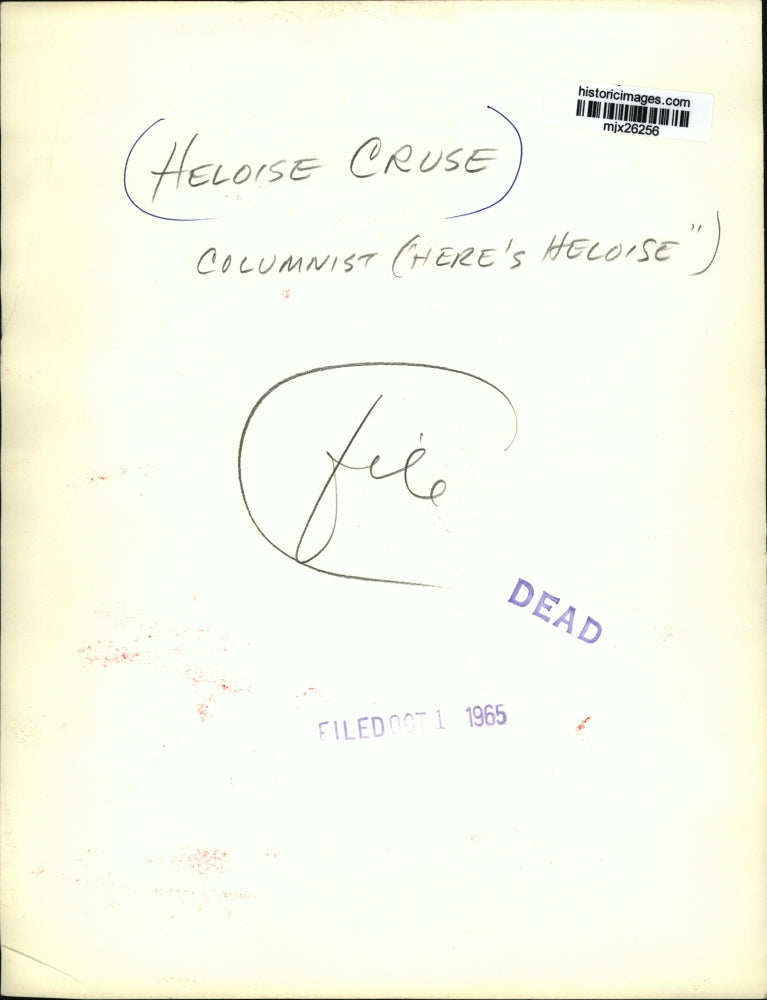 historicimages.com
mjx26256
(HELOISE CRUSE)
COLUMNIST ("HERE'S HELOISE")
file
DEAD
FILED OCT 1 1965